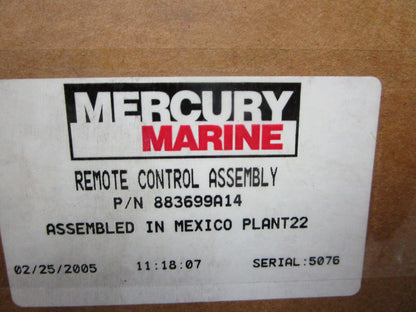 MERCURY
MARINE
REMOTE CONTROL ASSEMBLY
P/N 883699A14
ASSEMBLED IN MEXICO PLANT22
02/25/2005 11:18:07 SERIAL:5076